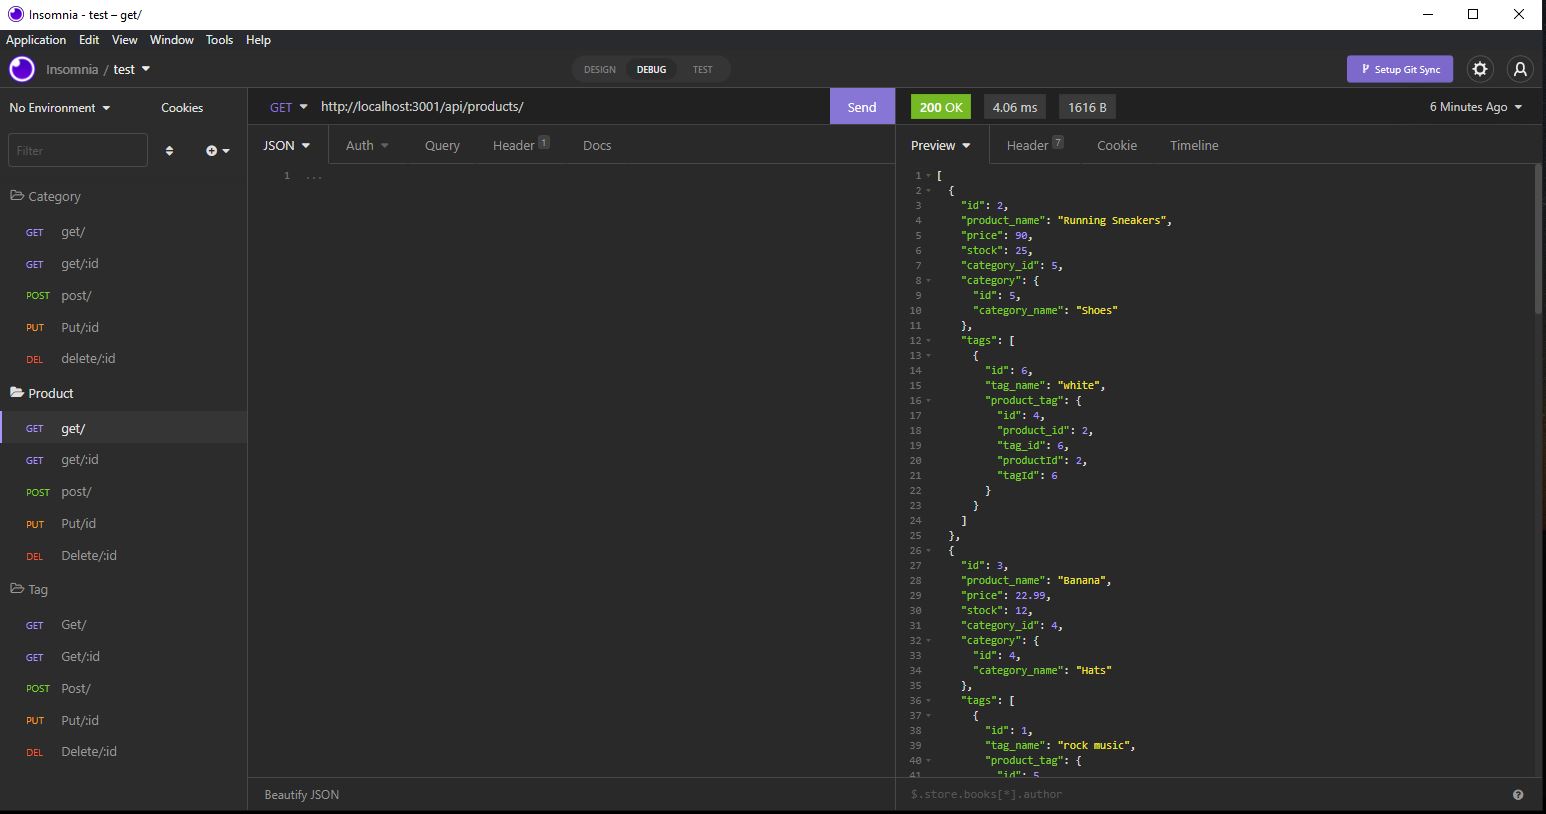 Insomnia - test – get/
Application Edit View Window Tools Help
Insomnia / test
DESIGN DEBUG TEST
Setup Git Sync
No Environment Cookies
GET http://localhost:3001/api/products/ Send
200 OK 4.06 ms 1616 B
6 Minutes Ago
Filter
JSON Auth Query Header 1 Docs
Preview Header 7 Cookie Timeline
Category
GET get/
GET get/:id
POST post/
PUT Put/:id
DEL delete/:id
Product
GET get/
GET get/:id
POST post/
PUT Put/id
DEL Delete/:id
Tag
GET Get/
GET Get/:id
POST Post/
PUT Put/:id
DEL Delete/:id
1 ...
Beautify JSON
1 [
2 {
3 "id": 2,
4 "product_name": "Running Sneakers",
5 "price": 90,
6 "stock": 25,
7 "category_id": 5,
8 "category": {
9 "id": 5,
10 "category_name": "Shoes"
11 },
12 "tags": [
13 {
14 "id": 6,
15 "tag_name": "white",
16 "product_tag": {
17 "id": 4,
18 "product_id": 2,
19 "tag_id": 6,
20 "productId": 2,
21 "tagId": 6
22 }
23 }
24 ]
25 },
26 {
27 "id": 3,
28 "product_name": "Banana",
29 "price": 22.99,
30 "stock": 12,
31 "category_id": 4,
32 "category": {
33 "id": 4,
34 "category_name": "Hats"
35 },
36 "tags": [
37 {
38 "id": 1,
39 "tag_name": "rock music",
40 "product_tag": {
41 "id": 5,
$.store.books[*].author